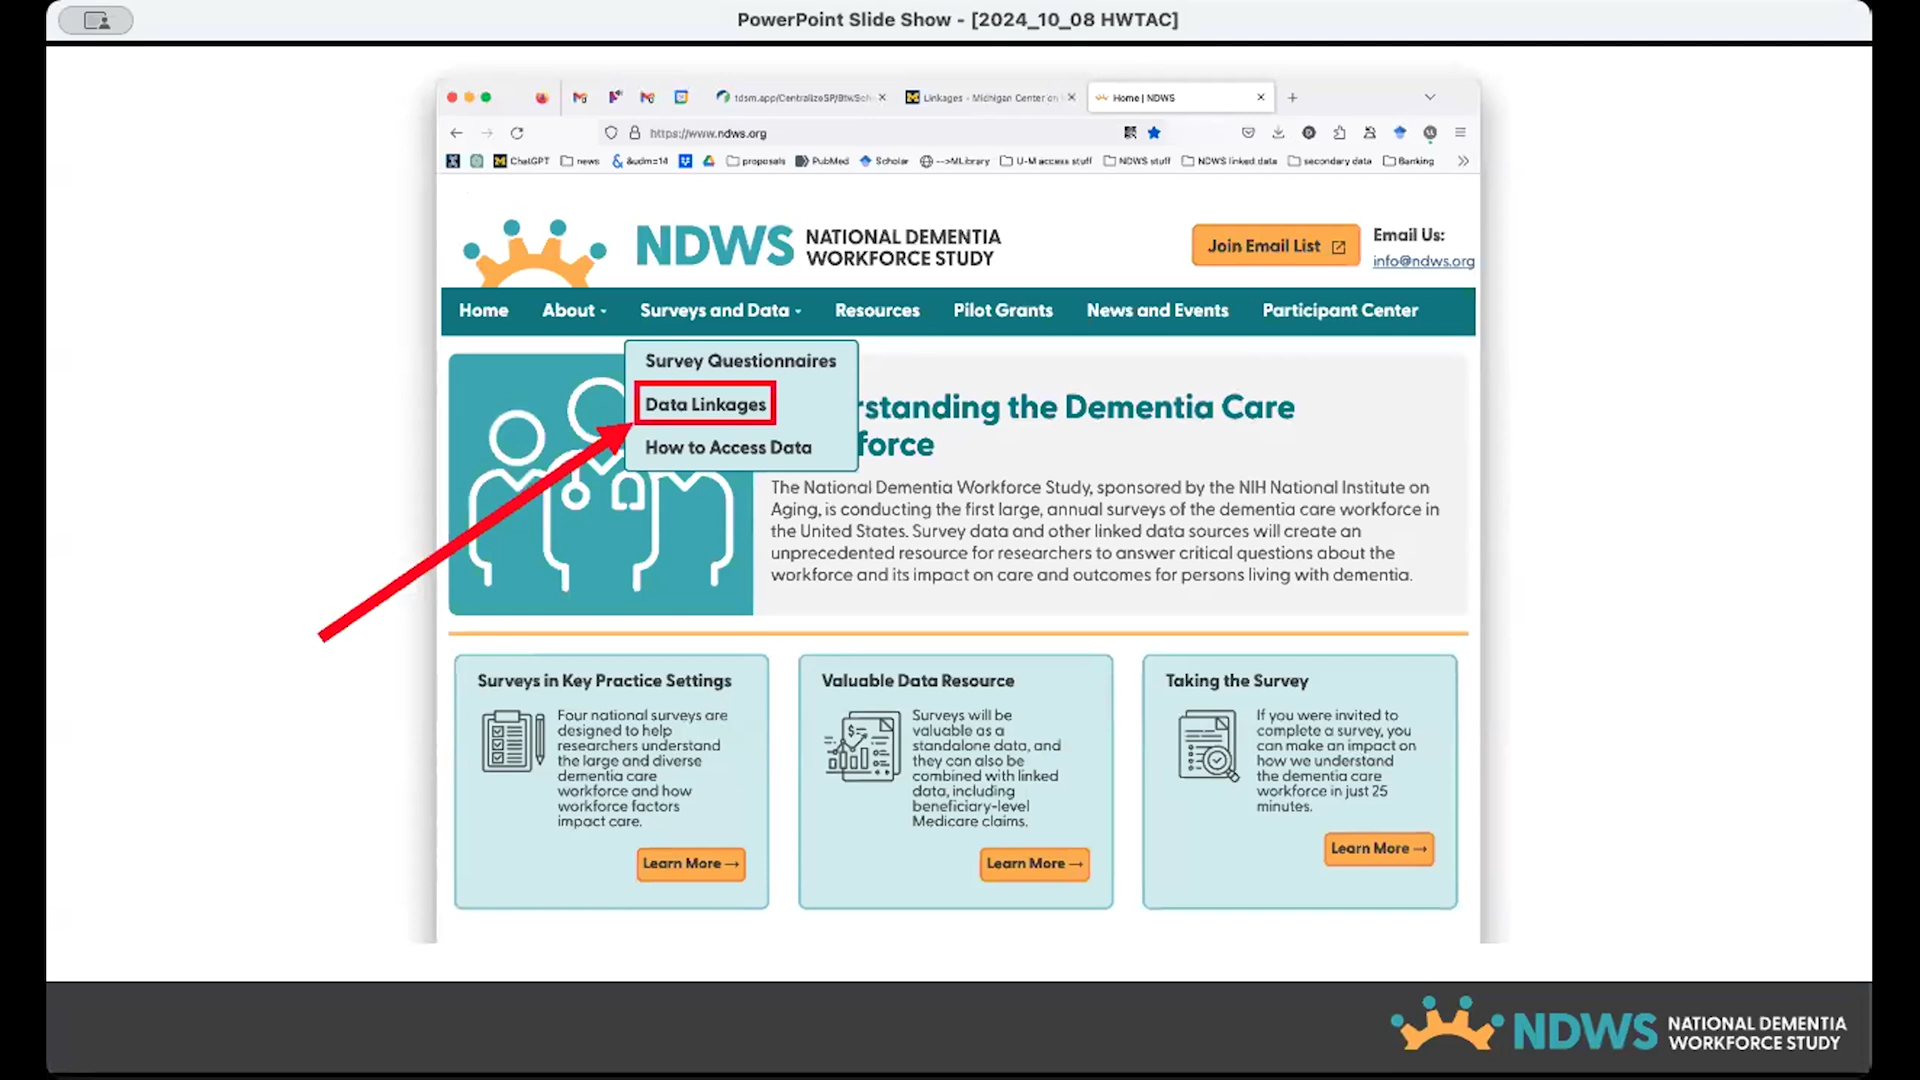 PowerPoint Slide Show - [2024_10_08 HWTAC]
Linkages - Michigan Center on
Home | NDWS
https://www.ndws.org
ChatGPT
news
&udm=14
proposals
PubMed
Scholar
-->MLibrary
U-M access stuff
NDWS stuff
NDWS linked data
secondary data
Banking
NDWS
NATIONAL DEMENTIA
WORKFORCE STUDY
Join Email List
Email Us:
info@ndws.org
Home
About
Surveys and Data
Resources
Pilot Grants
News and Events
Participant Center
Survey Questionnaires
Data Linkages
How to Access Data
rstanding the Dementia Care
force
The National Dementia Workforce Study, sponsored by the NIH National Institute on
Aging, is conducting the first large, annual surveys of the dementia care workforce in
the United States. Survey data and other linked data sources will create an
unprecedented resource for researchers to answer critical questions about the
workforce and its impact on care and outcomes for persons living with dementia.
Surveys in Key Practice Settings
Four national surveys are
designed to help
researchers understand
the large and diverse
dementia care
workforce and how
workforce factors
impact care.
Learn More →
Valuable Data Resource
Surveys will be
valuable as a
standalone data, and
they can also be
combined with linked
data, including
beneficiary-level
Medicare claims.
Learn More →
Taking the Survey
If you were invited to
complete a survey, you
can make an impact on
how we understand
the dementia care
workforce in just 25
minutes.
Learn More →
NDWS
NATIONAL DEMENTIA
WORKFORCE STUDY